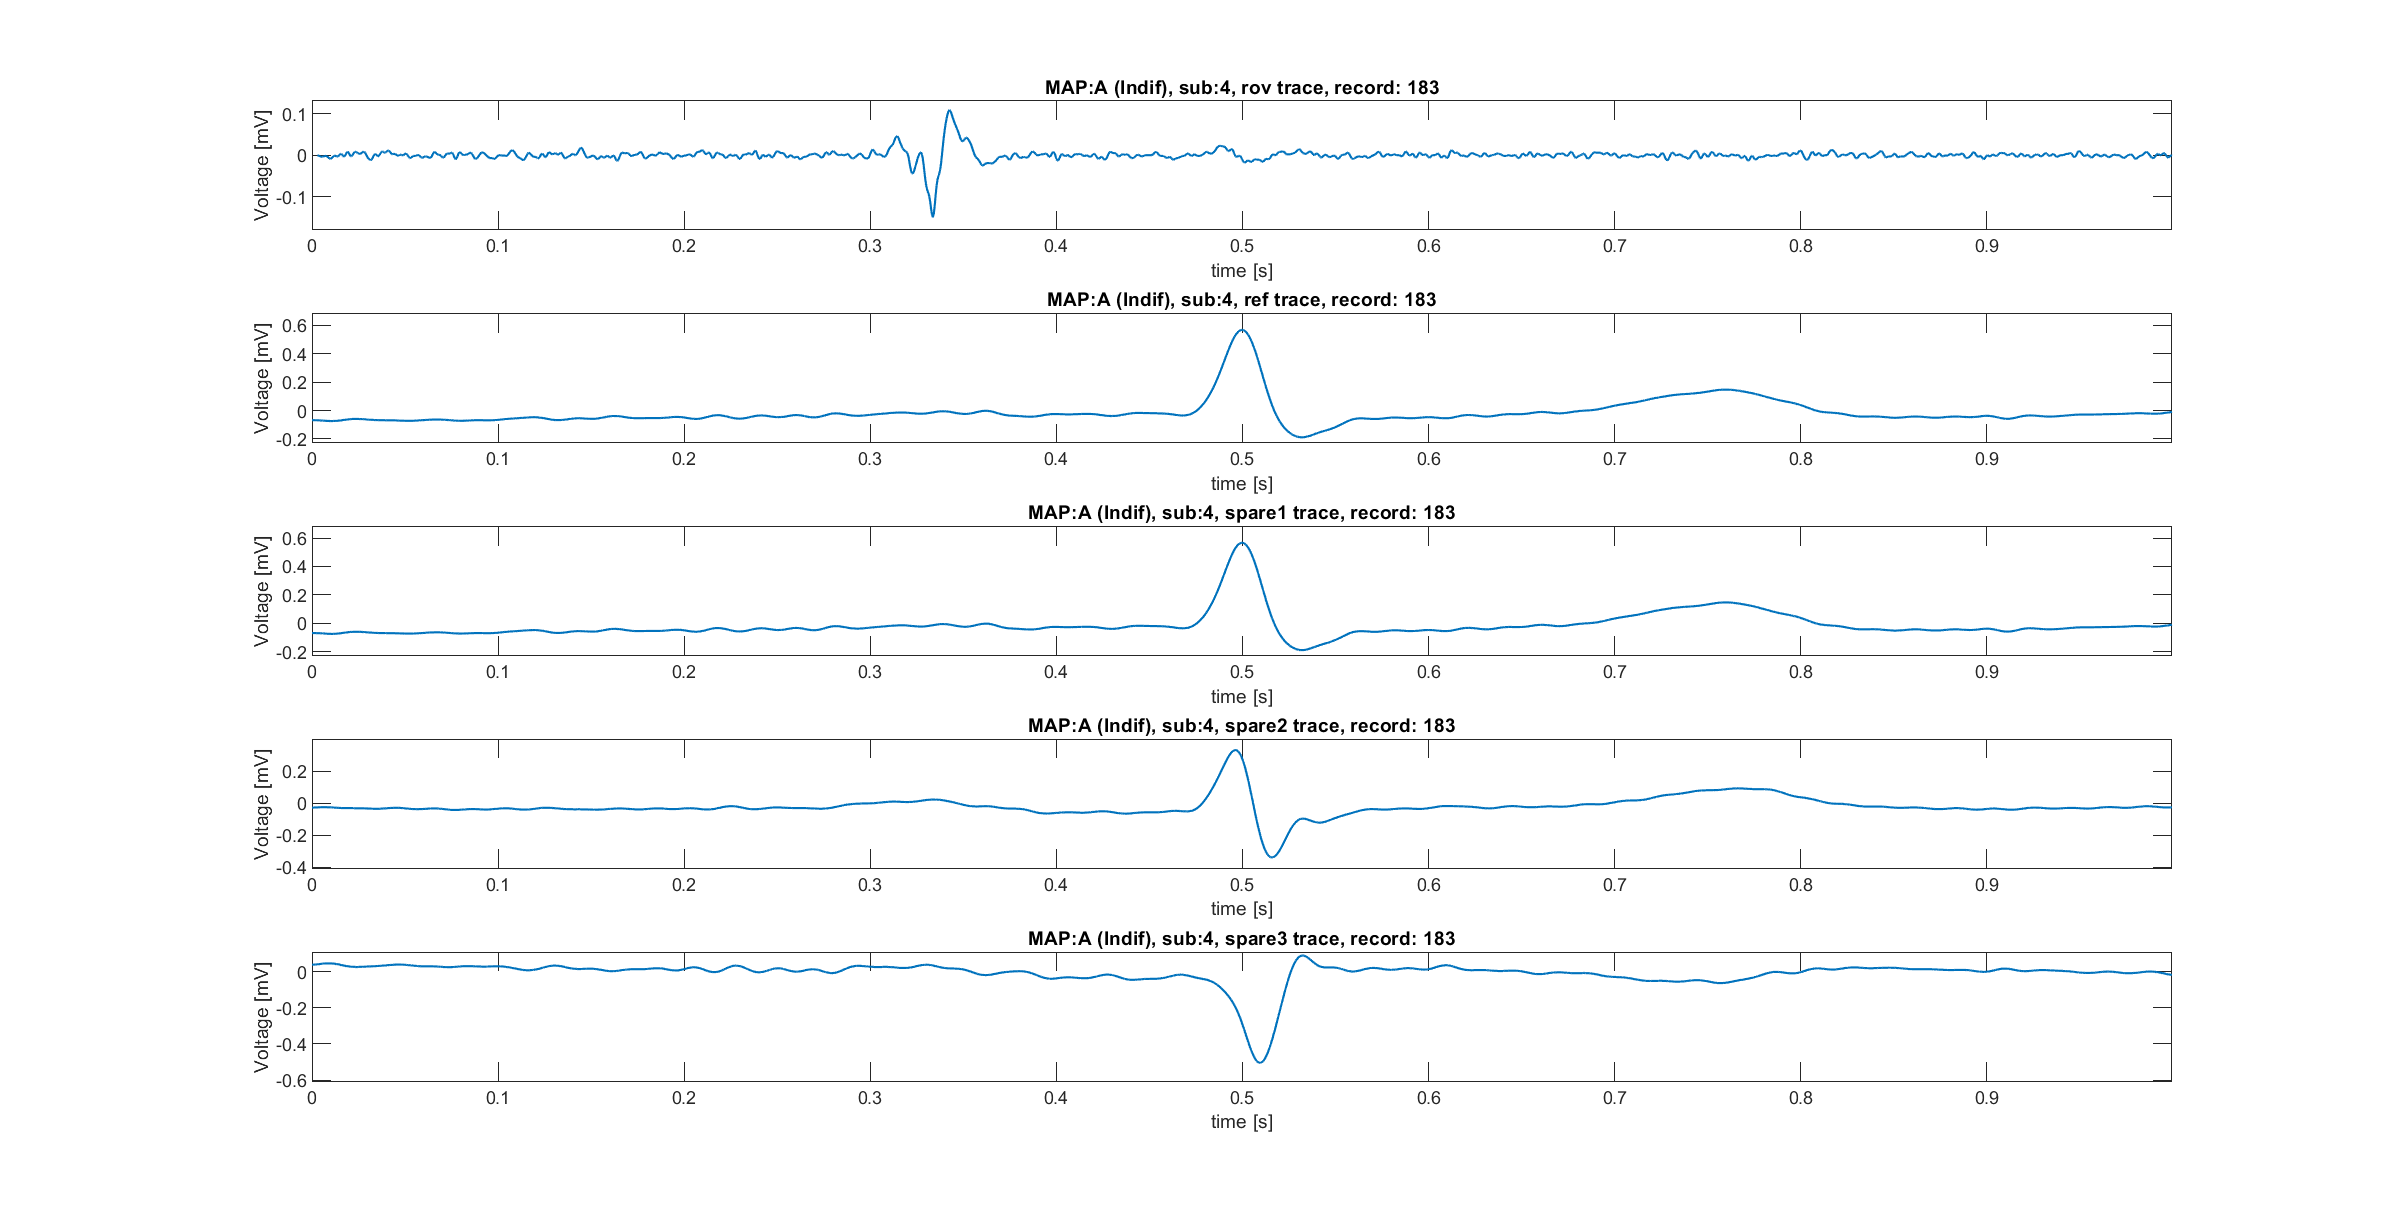 MAP:A (Indif), sub:4, rov trace, record: 183
Voltage [mV]
0.1
0
-0.1
0 0.1 0.2 0.3 0.4 0.5 0.6 0.7 0.8 0.9
time [s]
MAP:A (Indif), sub:4, ref trace, record: 183
Voltage [mV]
0.6
0.4
0.2
0
-0.2
0 0.1 0.2 0.3 0.4 0.5 0.6 0.7 0.8 0.9
time [s]
MAP:A (Indif), sub:4, spare1 trace, record: 183
Voltage [mV]
0.6
0.4
0.2
0
-0.2
0 0.1 0.2 0.3 0.4 0.5 0.6 0.7 0.8 0.9
time [s]
MAP:A (Indif), sub:4, spare2 trace, record: 183
Voltage [mV]
0.2
0
-0.2
-0.4
0 0.1 0.2 0.3 0.4 0.5 0.6 0.7 0.8 0.9
time [s]
MAP:A (Indif), sub:4, spare3 trace, record: 183
Voltage [mV]
0
-0.2
-0.4
-0.6
0 0.1 0.2 0.3 0.4 0.5 0.6 0.7 0.8 0.9
time [s]